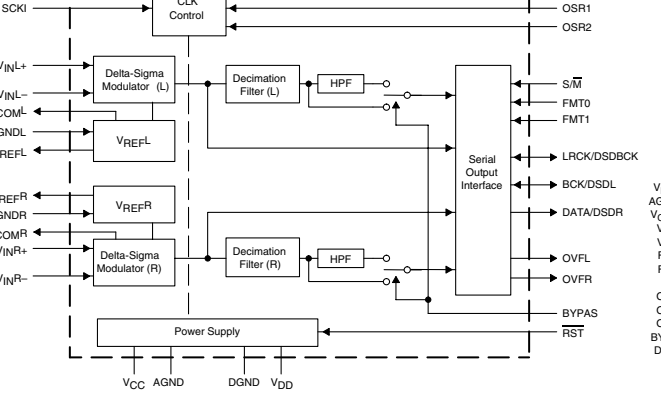 SCKI
CLK
Control
OSR1
OSR2
VINL+
VINL–
COML
GNDL
REFL
Delta-Sigma
Modulator (L)
VREFL
Decimation
Filter (L)
HPF
S/M
FMT0
FMT1
Serial
Output
Interface
LRCK/DSDBCK
BCK/DSDL
DATA/DSDR
OVFL
OVFR
BYPAS
RST
REFR
GNDR
COMR
VINR+
VINR–
VREFR
Delta-Sigma
Modulator (R)
Decimation
Filter (R)
HPF
Power Supply
VCC
AGND
DGND
VDD